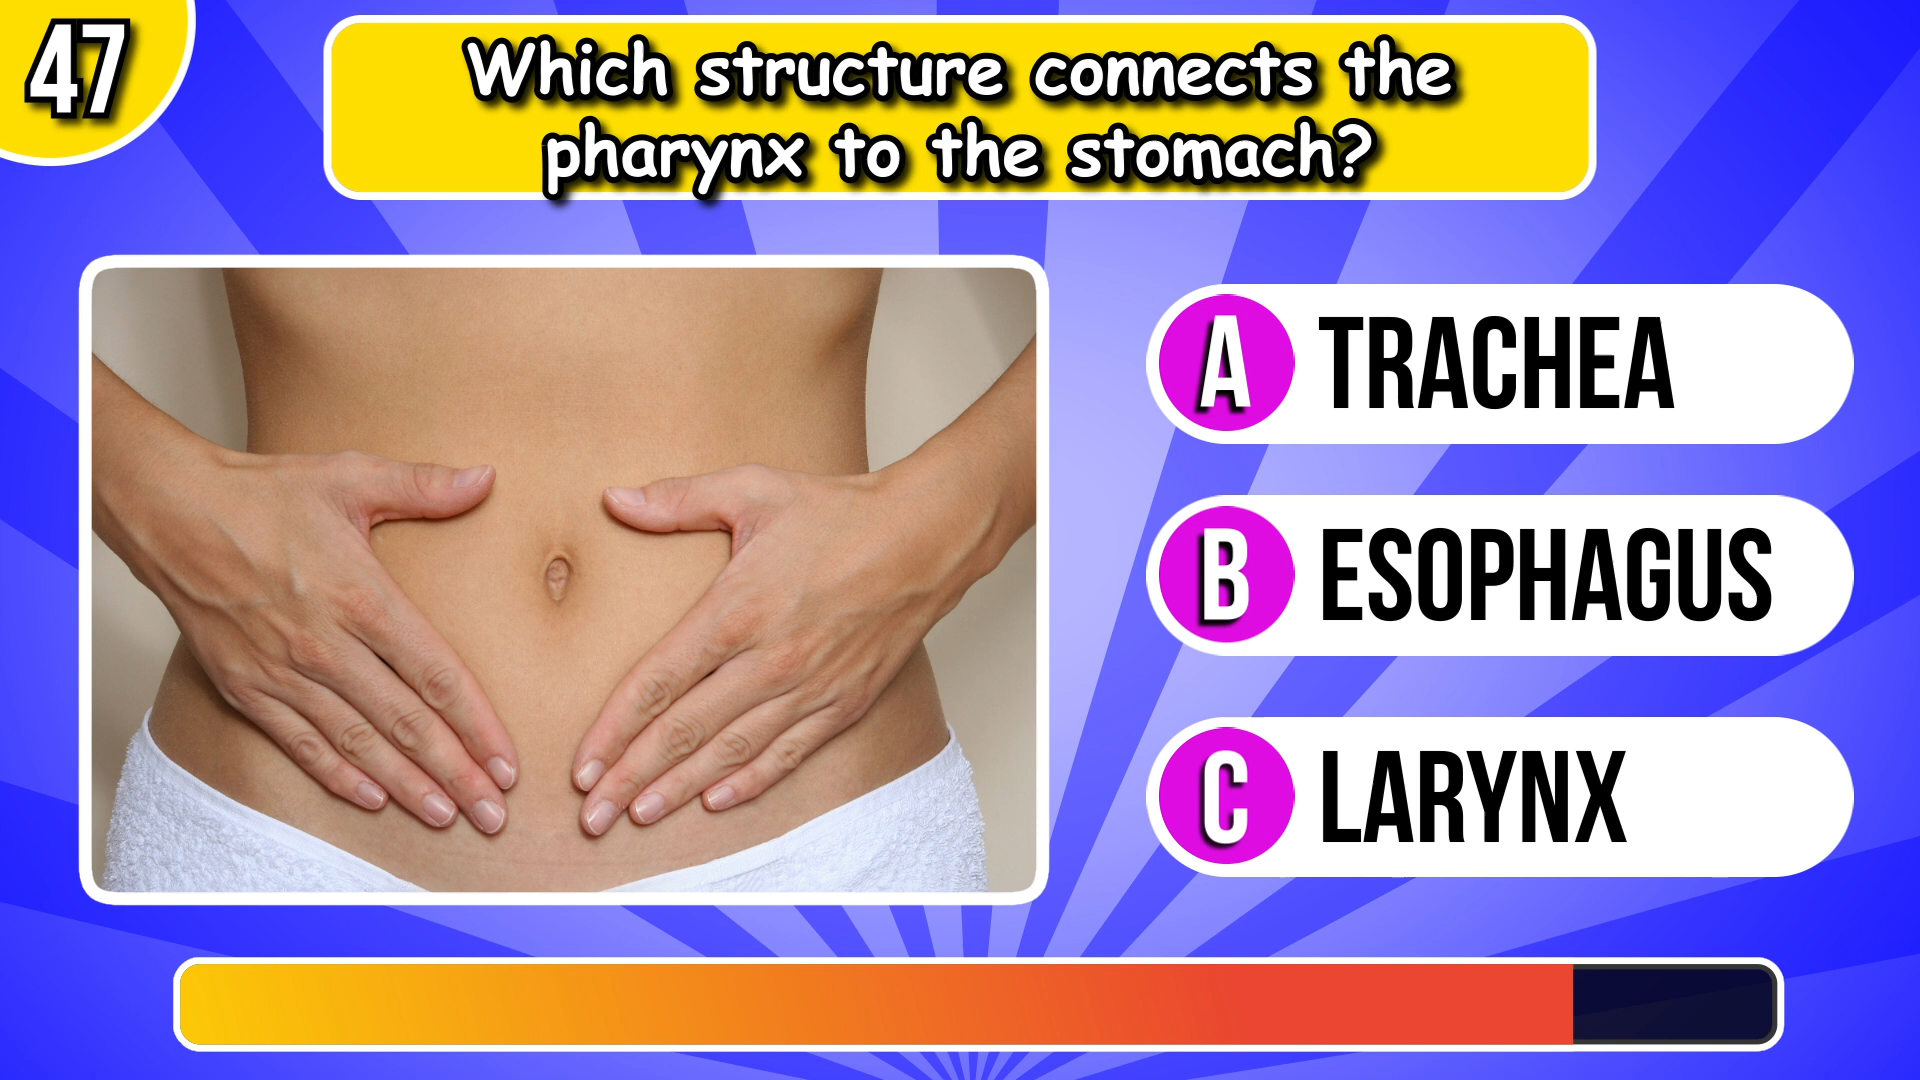 47
Which structure connects the
pharynx to the stomach?
A TRACHEA
B ESOPHAGUS
C LARYNX